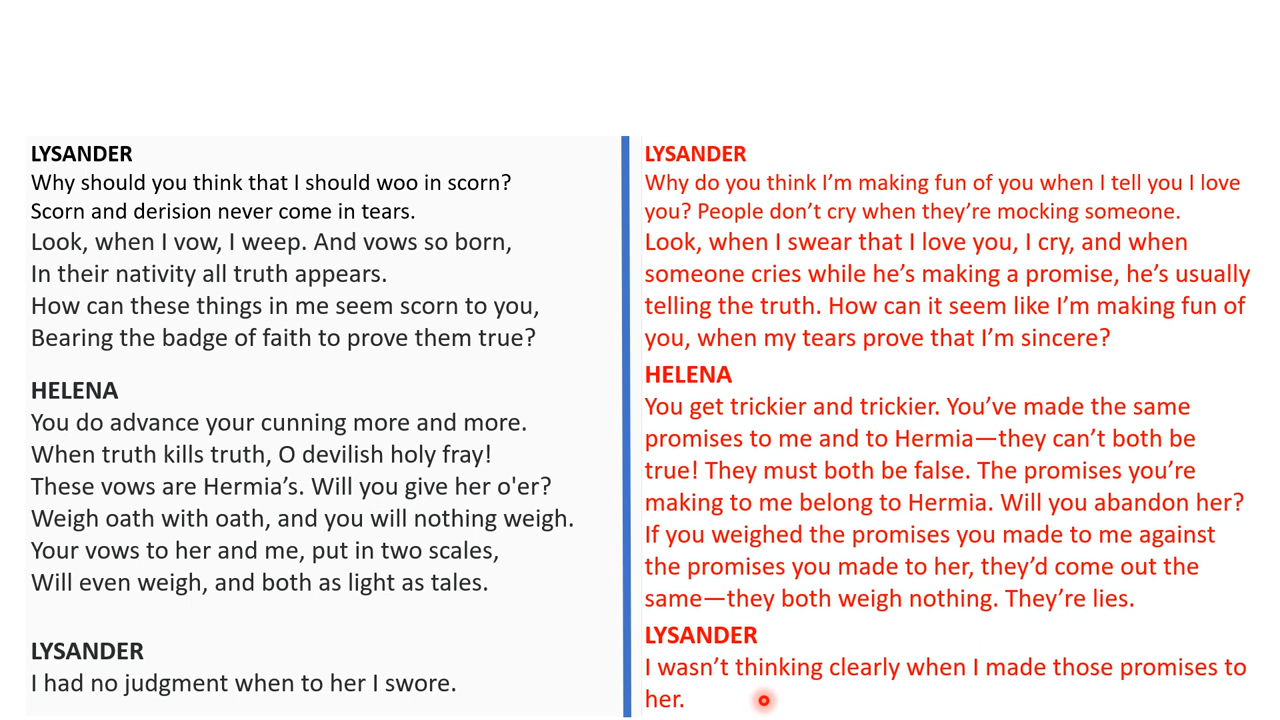 LYSANDER
Why should you think that I should woo in scorn?
Scorn and derision never come in tears.
Look, when I vow, I weep. And vows so born,
In their nativity all truth appears.
How can these things in me seem scorn to you,
Bearing the badge of faith to prove them true?
HELENA
You do advance your cunning more and more.
When truth kills truth, O devilish holy fray!
These vows are Hermia’s. Will you give her o'er?
Weigh oath with oath, and you will nothing weigh.
Your vows to her and me, put in two scales,
Will even weigh, and both as light as tales.
LYSANDER
I had no judgment when to her I swore.
LYSANDER
Why do you think I’m making fun of you when I tell you I love
you? People don’t cry when they’re mocking someone.
Look, when I swear that I love you, I cry, and when
someone cries while he’s making a promise, he’s usually
telling the truth. How can it seem like I’m making fun of
you, when my tears prove that I’m sincere?
HELENA
You get trickier and trickier. You’ve made the same
promises to me and to Hermia—they can’t both be
true! They must both be false. The promises you’re
making to me belong to Hermia. Will you abandon her?
If you weighed the promises you made to me against
the promises you made to her, they’d come out the
same—they both weigh nothing. They’re lies.
LYSANDER
I wasn’t thinking clearly when I made those promises to
her.